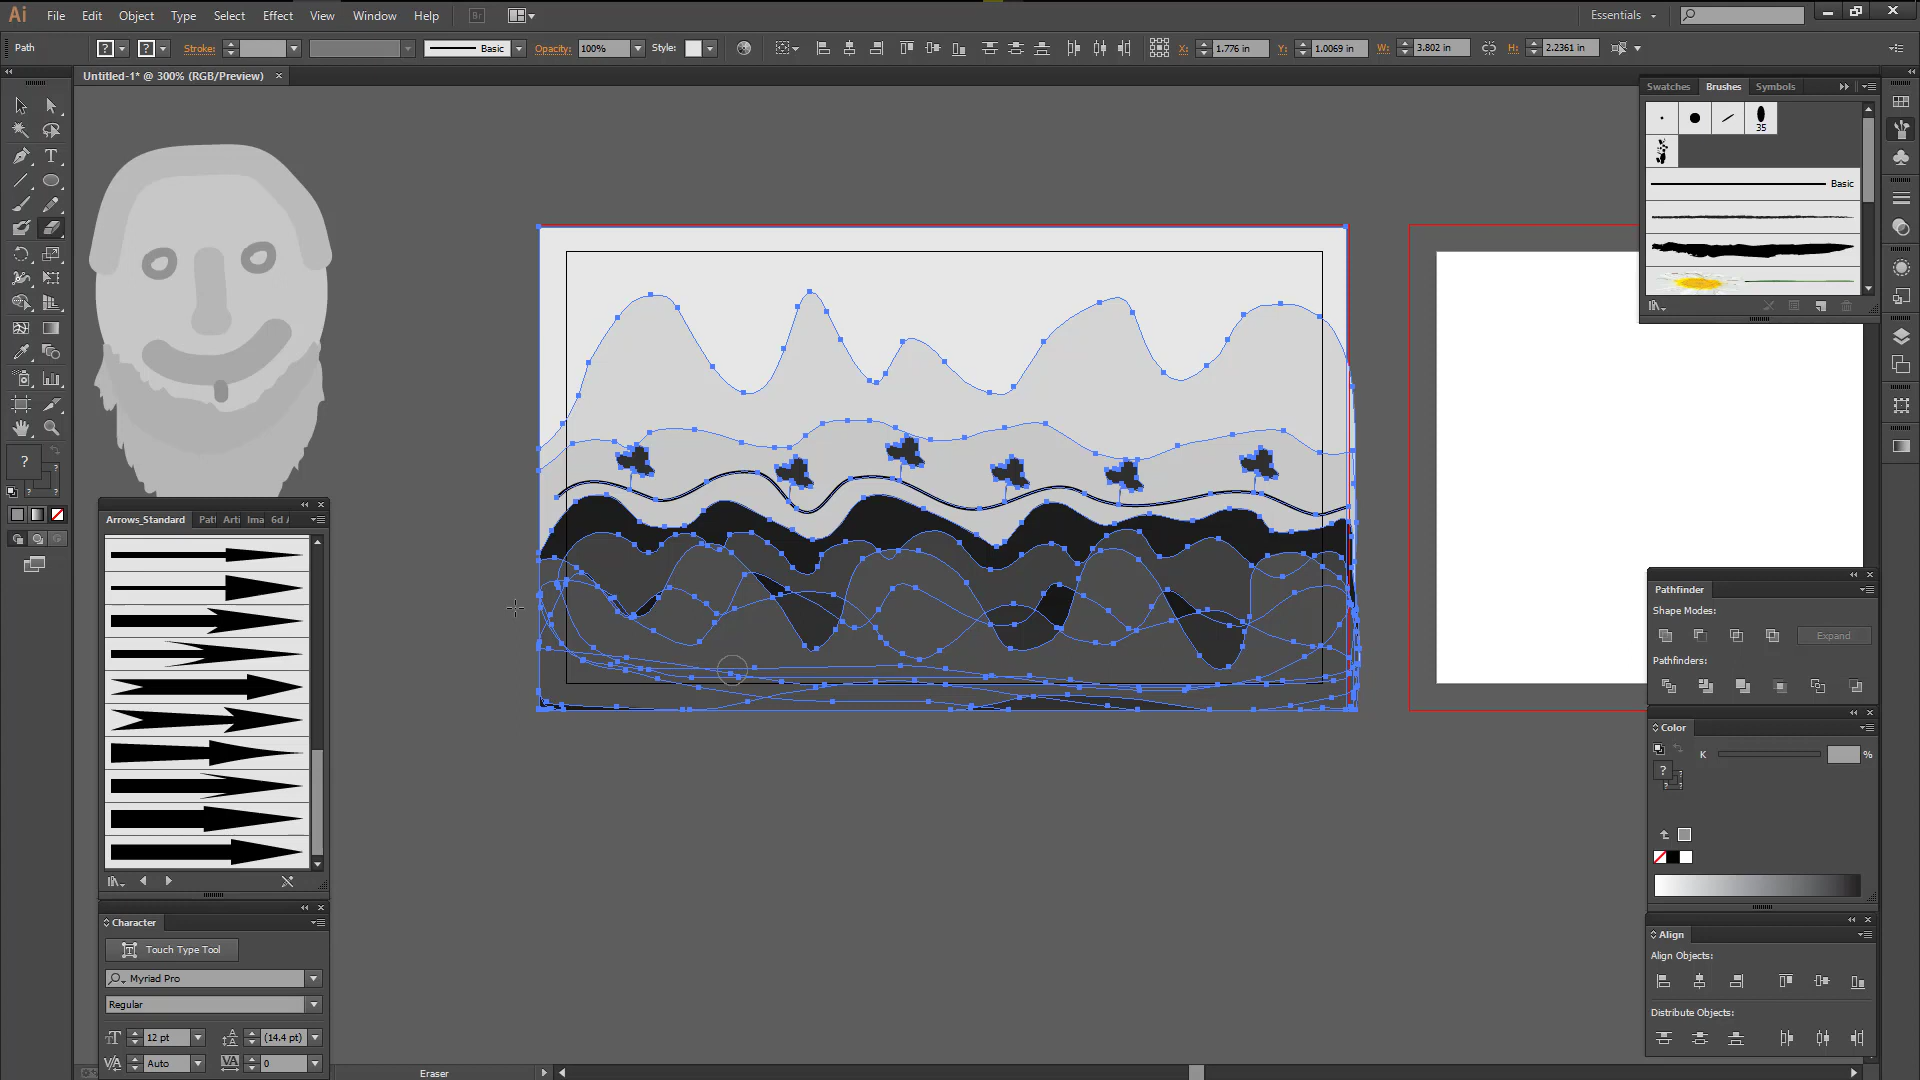 Ai File Edit Object Type Select Effect View Window Help Br Essentials
Path ? ? Stroke: Basic Opacity: 100% Style: X: 1.776 in Y: 1.0069 in W: 3.802 in H: 2.2361 in
Untitled-1* @ 300% (RGB/Preview) ×
Swatches Brushes Symbols
35
Basic
T
?
?
?
Arrows_Standard Patl Arti Ima 6d A
Pathfinder
Shape Modes:
Expand
Pathfinders:
Color
K %
?
Character
Touch Type Tool
Myriad Pro
Regular
12 pt (14.4 pt)
Auto 0
Align
Align Objects:
Distribute Objects:
Eraser